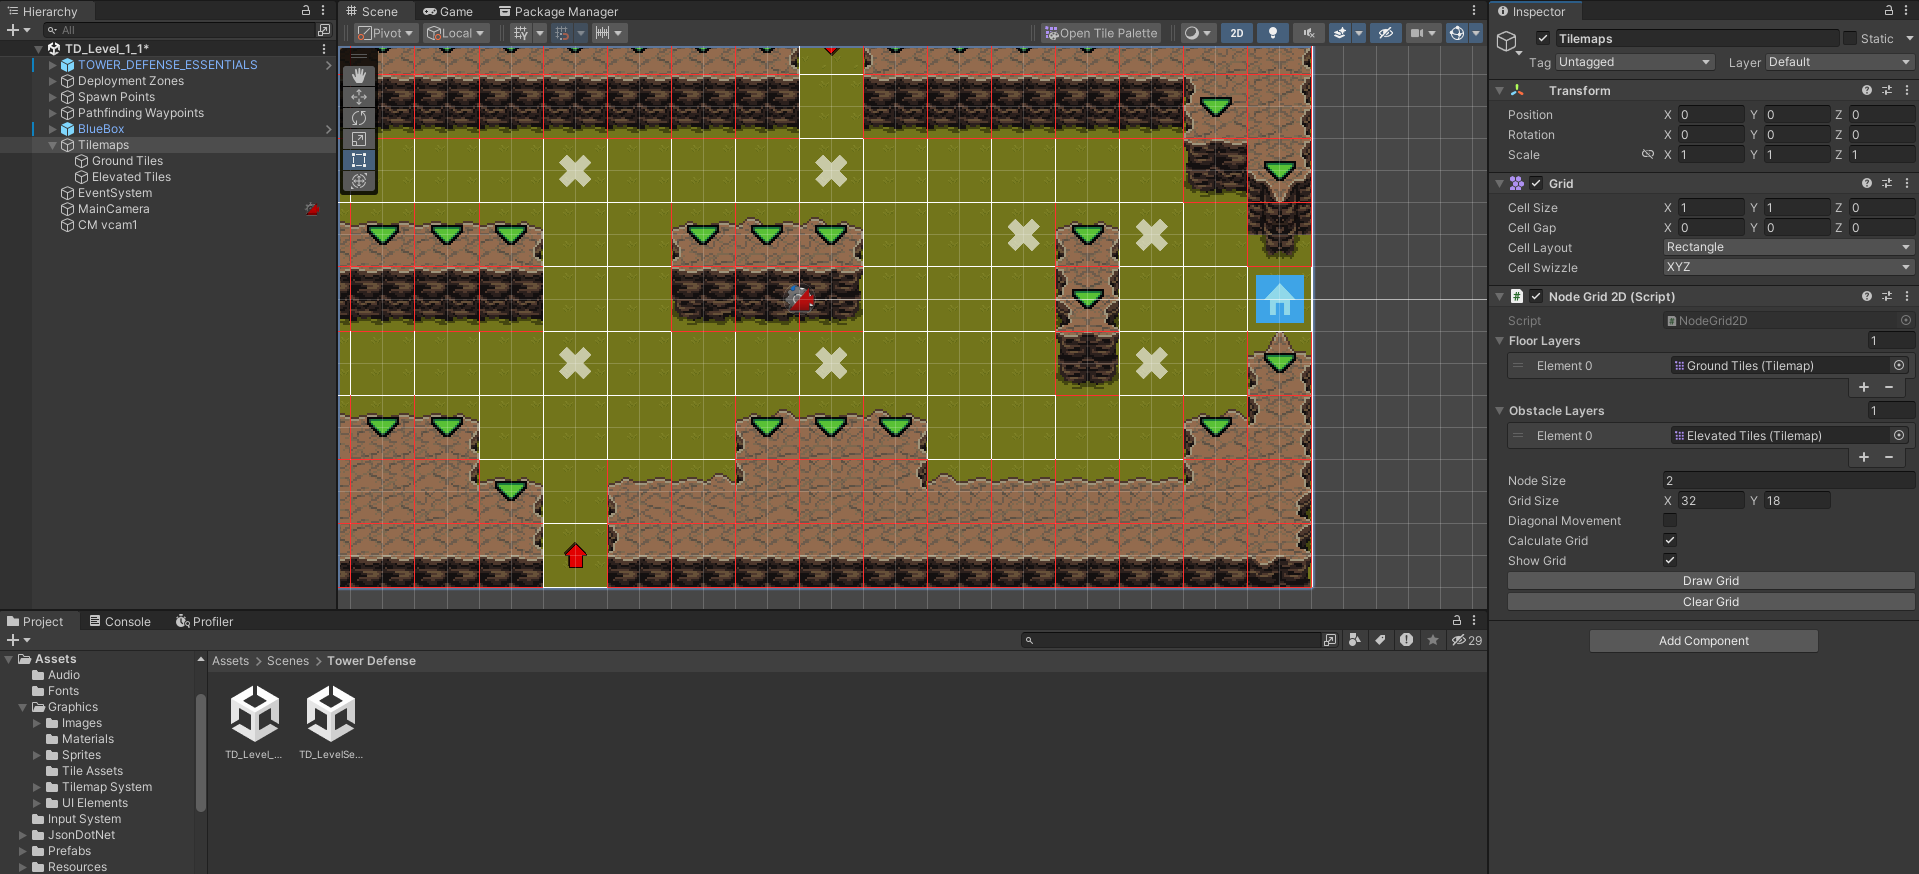 Hierarchy
All
TD_Level_1_1*
TOWER_DEFENSE_ESSENTIALS
Deployment Zones
Spawn Points
Pathfinding Waypoints
BlueBox
Tilemaps
Ground Tiles
Elevated Tiles
EventSystem
MainCamera
CM vcam1
Scene
Game
Package Manager
Pivot
Local
Open Tile Palette
2D
Inspector
Tilemaps
Static
Tag Untagged
Layer Default
Transform
Position X 0 Y 0 Z 0
Rotation X 0 Y 0 Z 0
Scale X 1 Y 1 Z 1
Grid
Cell Size X 1 Y 1 Z 0
Cell Gap X 0 Y 0 Z 0
Cell Layout Rectangle
Cell Swizzle XYZ
Node Grid 2D (Script)
Script NodeGrid2D
Floor Layers 1
Element 0 Ground Tiles (Tilemap)
+ −
Obstacle Layers 1
Element 0 Elevated Tiles (Tilemap)
+ −
Node Size 2
Grid Size X 32 Y 18
Diagonal Movement
Calculate Grid
Show Grid
Draw Grid
Clear Grid
Add Component
Project
Console
Profiler
29
Assets
Audio
Fonts
Graphics
Images
Materials
Sprites
Tile Assets
Tilemap System
UI Elements
Input System
JsonDotNet
Prefabs
Resources
Assets > Scenes > Tower Defense
TD_Level_...
TD_LevelSe...